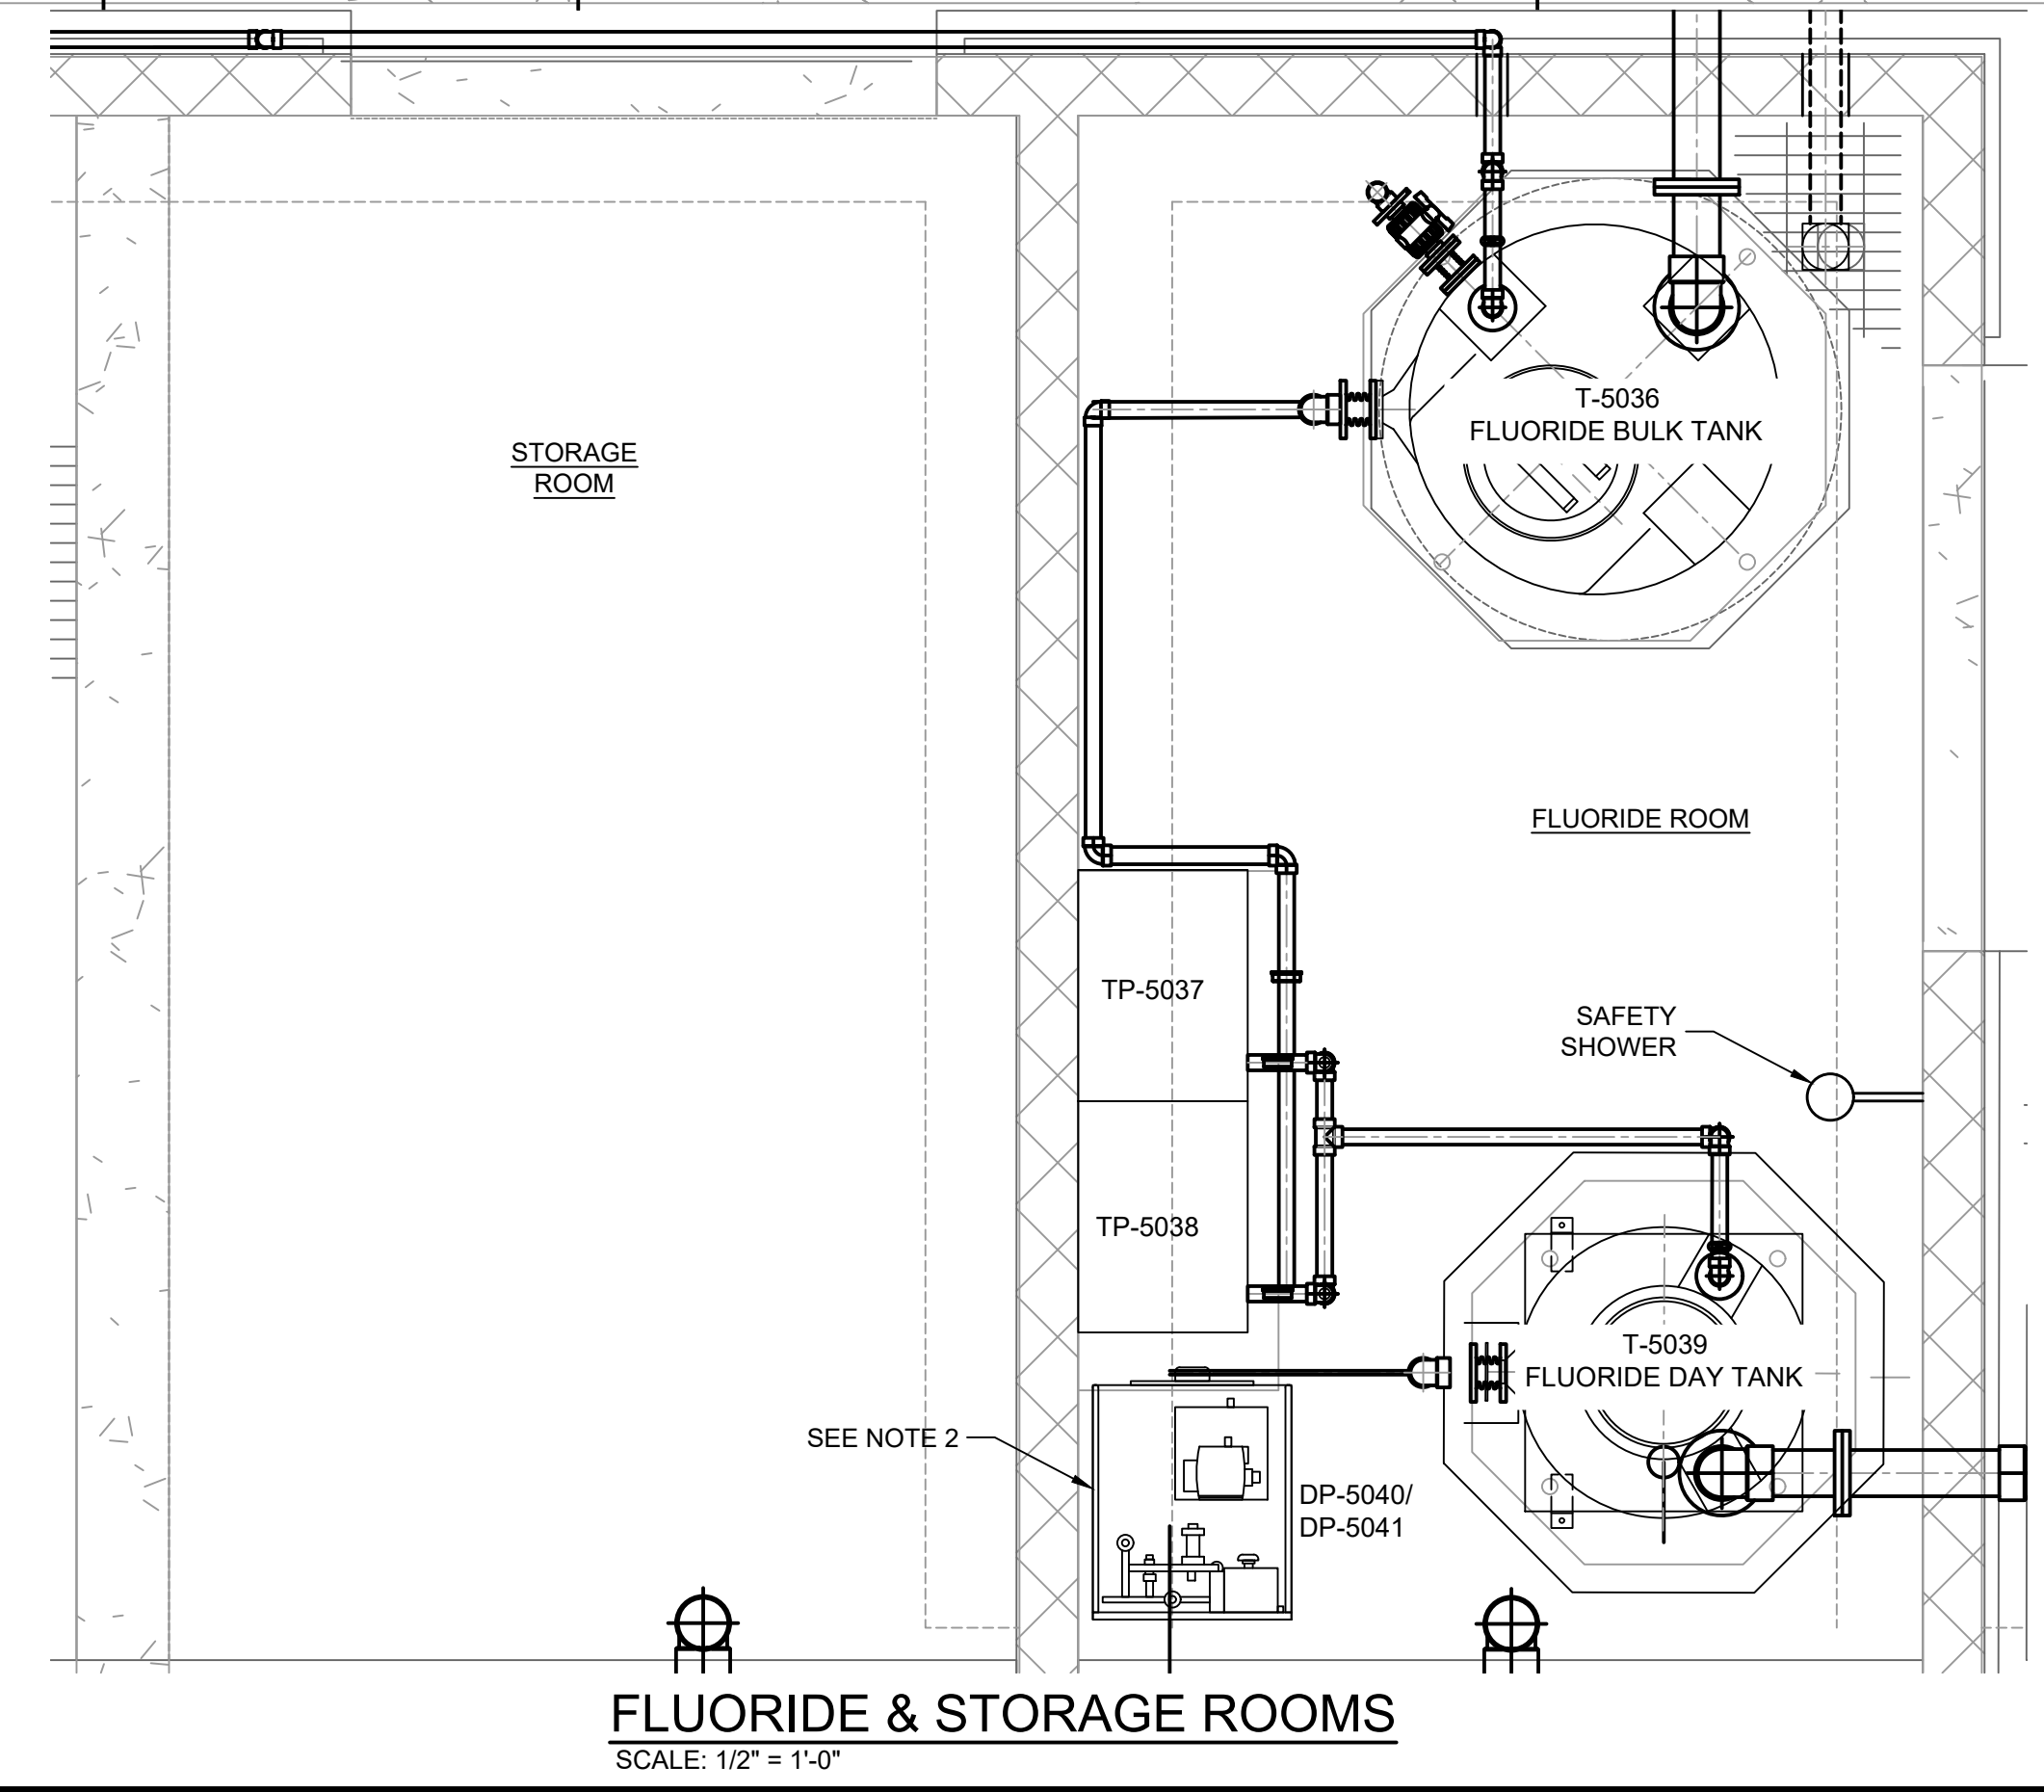 T-5036
FLUORIDE BULK TANK
STORAGE
ROOM
FLUORIDE ROOM
TP-5037
SAFETY
SHOWER
TP-5038
T-5039
FLUORIDE DAY TANK
SEE NOTE 2
DP-5040/
DP-5041
FLUORIDE & STORAGE ROOMS
SCALE: 1/2" = 1'-0"